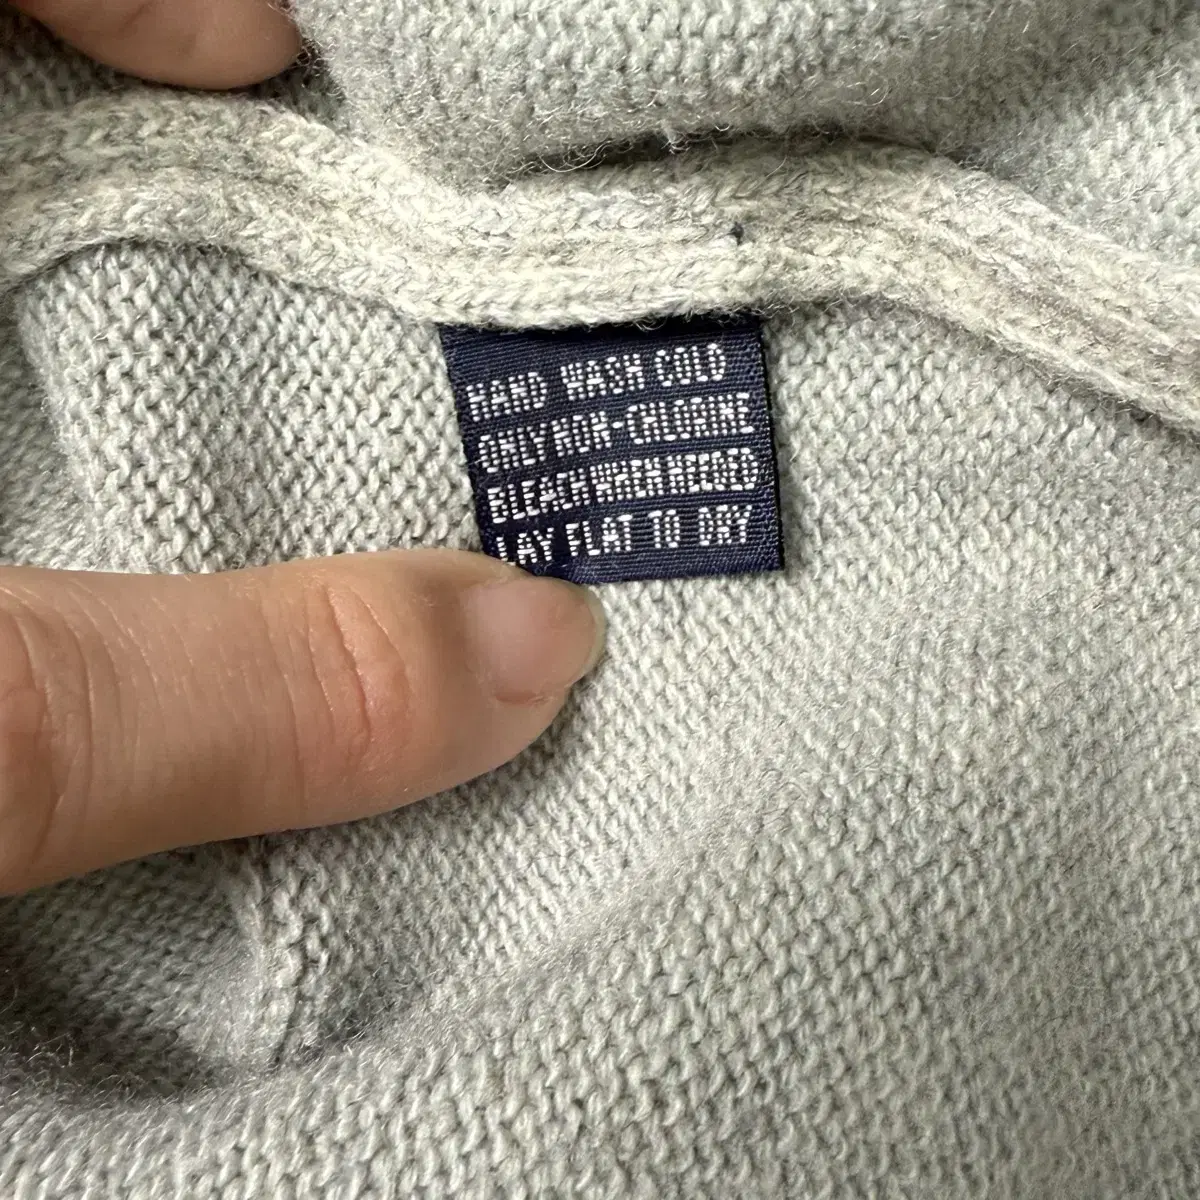 HAND WASH COLD
ONLY NON-CHLORINE
BLEACH WHEN NEEDED
LAY FLAT TO DRY